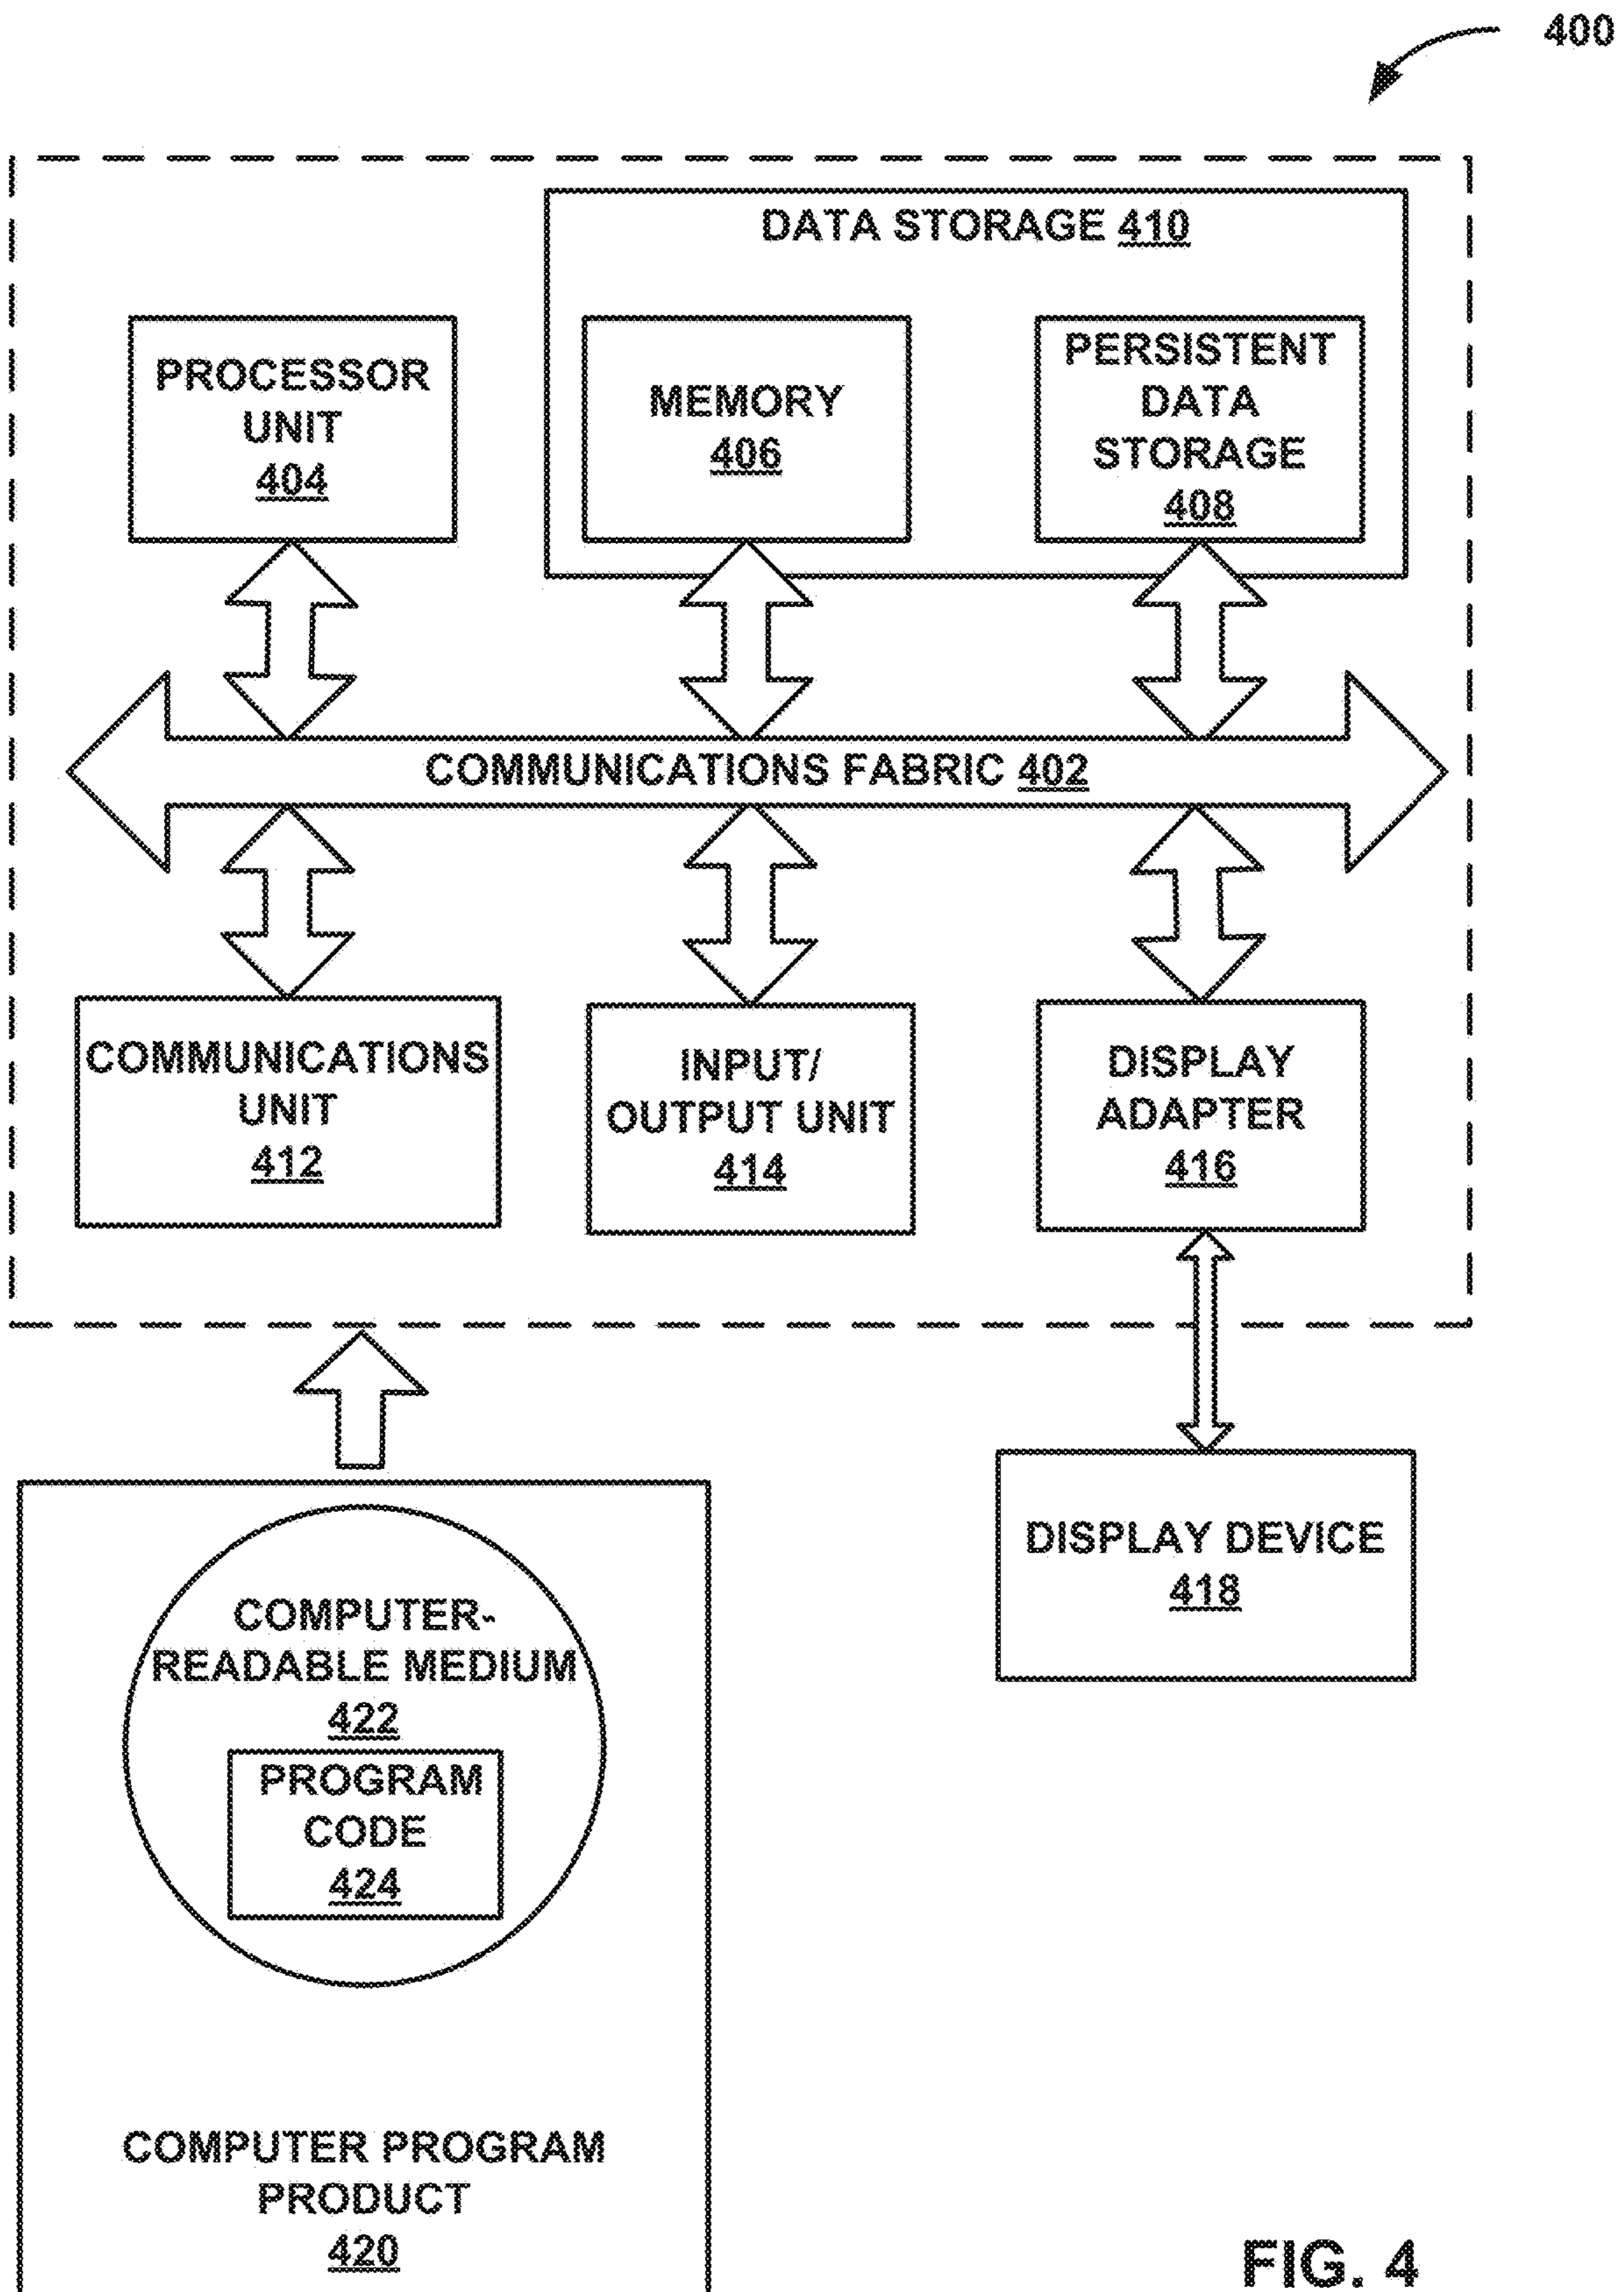 400
DATA STORAGE 410
PROCESSOR
UNIT
404
MEMORY
406
PERSISTENT
DATA
STORAGE
408
COMMUNICATIONS FABRIC 402
COMMUNICATIONS
UNIT
412
INPUT/
OUTPUT UNIT
414
DISPLAY
ADAPTER
416
DISPLAY DEVICE
418
COMPUTER-
READABLE MEDIUM
422
PROGRAM
CODE
424
COMPUTER PROGRAM
PRODUCT
420
FIG. 4